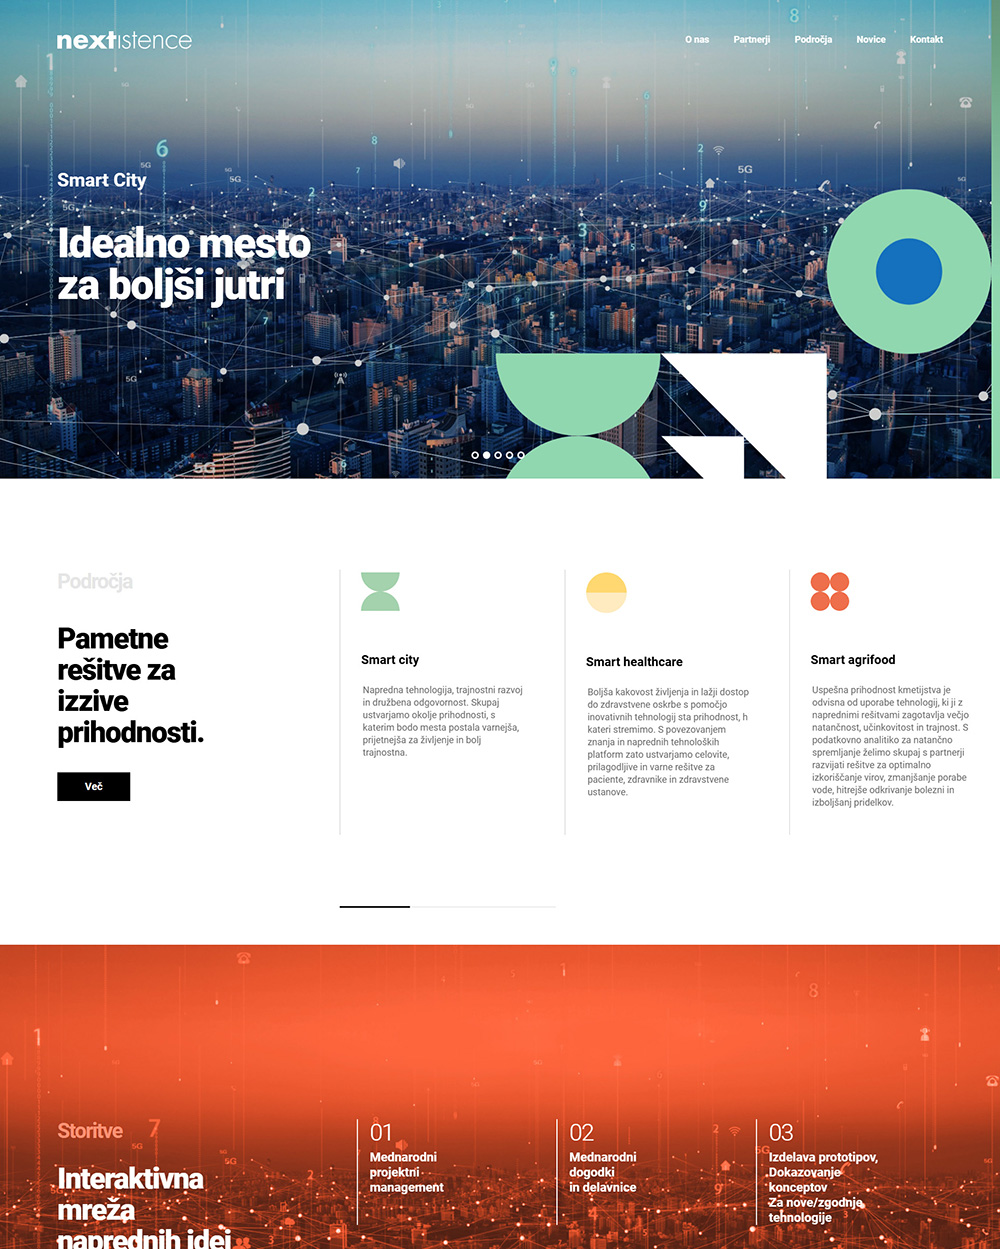 nextistence
O nas Partnerji Področja Novice Kontakt
Smart City
Idealno mesto
za boljši jutri
Področja
Pametne
rešitve za
izzive
prihodnosti.
Več
Smart city
Napredna tehnologija, trajnostni razvoj
in družbena odgovornost. Skupaj
ustvarjamo okolje prihodnosti, s
katerim bodo mesta postala varnejša,
prijetnejša za življenje in bolj
trajnostna.
Smart healthcare
Boljša kakovost življenja in lažji dostop
do zdravstvene oskrbe s pomočjo
inovativnih tehnologij sta prihodnost, h
kateri stremimo. S povezovanjem
znanja in naprednih tehnoloških
platform zato ustvarjamo celovite,
prilagodljive in varne rešitve za
paciente, zdravnike in zdravstvene
ustanove.
Smart agrifood
Uspešna prihodnost kmetijstva je
odvisna od uporabe tehnologij, ki ji z
naprednimi rešitvami zagotavlja večjo
natančnost, učinkovitost in trajnost. S
podatkovno analitiko za natančno
spremljanje želimo skupaj s partnerji
razvijati rešitve za optimalno
izkoriščanje virov, zmanjšanje porabe
vode, hitrejše odkrivanje bolezni in
izboljšanj pridelkov.
Storitve
Interaktivna
mreža
naprednih idej
01
Mednarodni
projektni
management
02
Mednarodni
dogodki
in delavnice
03
Izdelava prototipov,
Dokazovanje
konceptov
Za nove/zgodnje
tehnologije